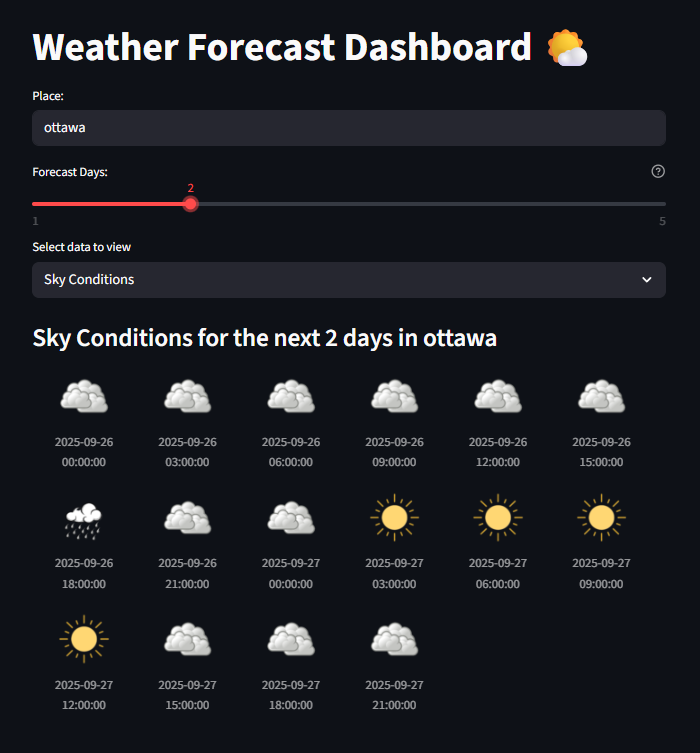 Weather Forecast Dashboard
Place:
ottawa
Forecast Days:
2
1 5
Select data to view
Sky Conditions
Sky Conditions for the next 2 days in ottawa
2025-09-26 2025-09-26 2025-09-26 2025-09-26 2025-09-26 2025-09-26
00:00:00 03:00:00 06:00:00 09:00:00 12:00:00 15:00:00
2025-09-26 2025-09-26 2025-09-27 2025-09-27 2025-09-27 2025-09-27
18:00:00 21:00:00 00:00:00 03:00:00 06:00:00 09:00:00
2025-09-27 2025-09-27 2025-09-27 2025-09-27
12:00:00 15:00:00 18:00:00 21:00:00